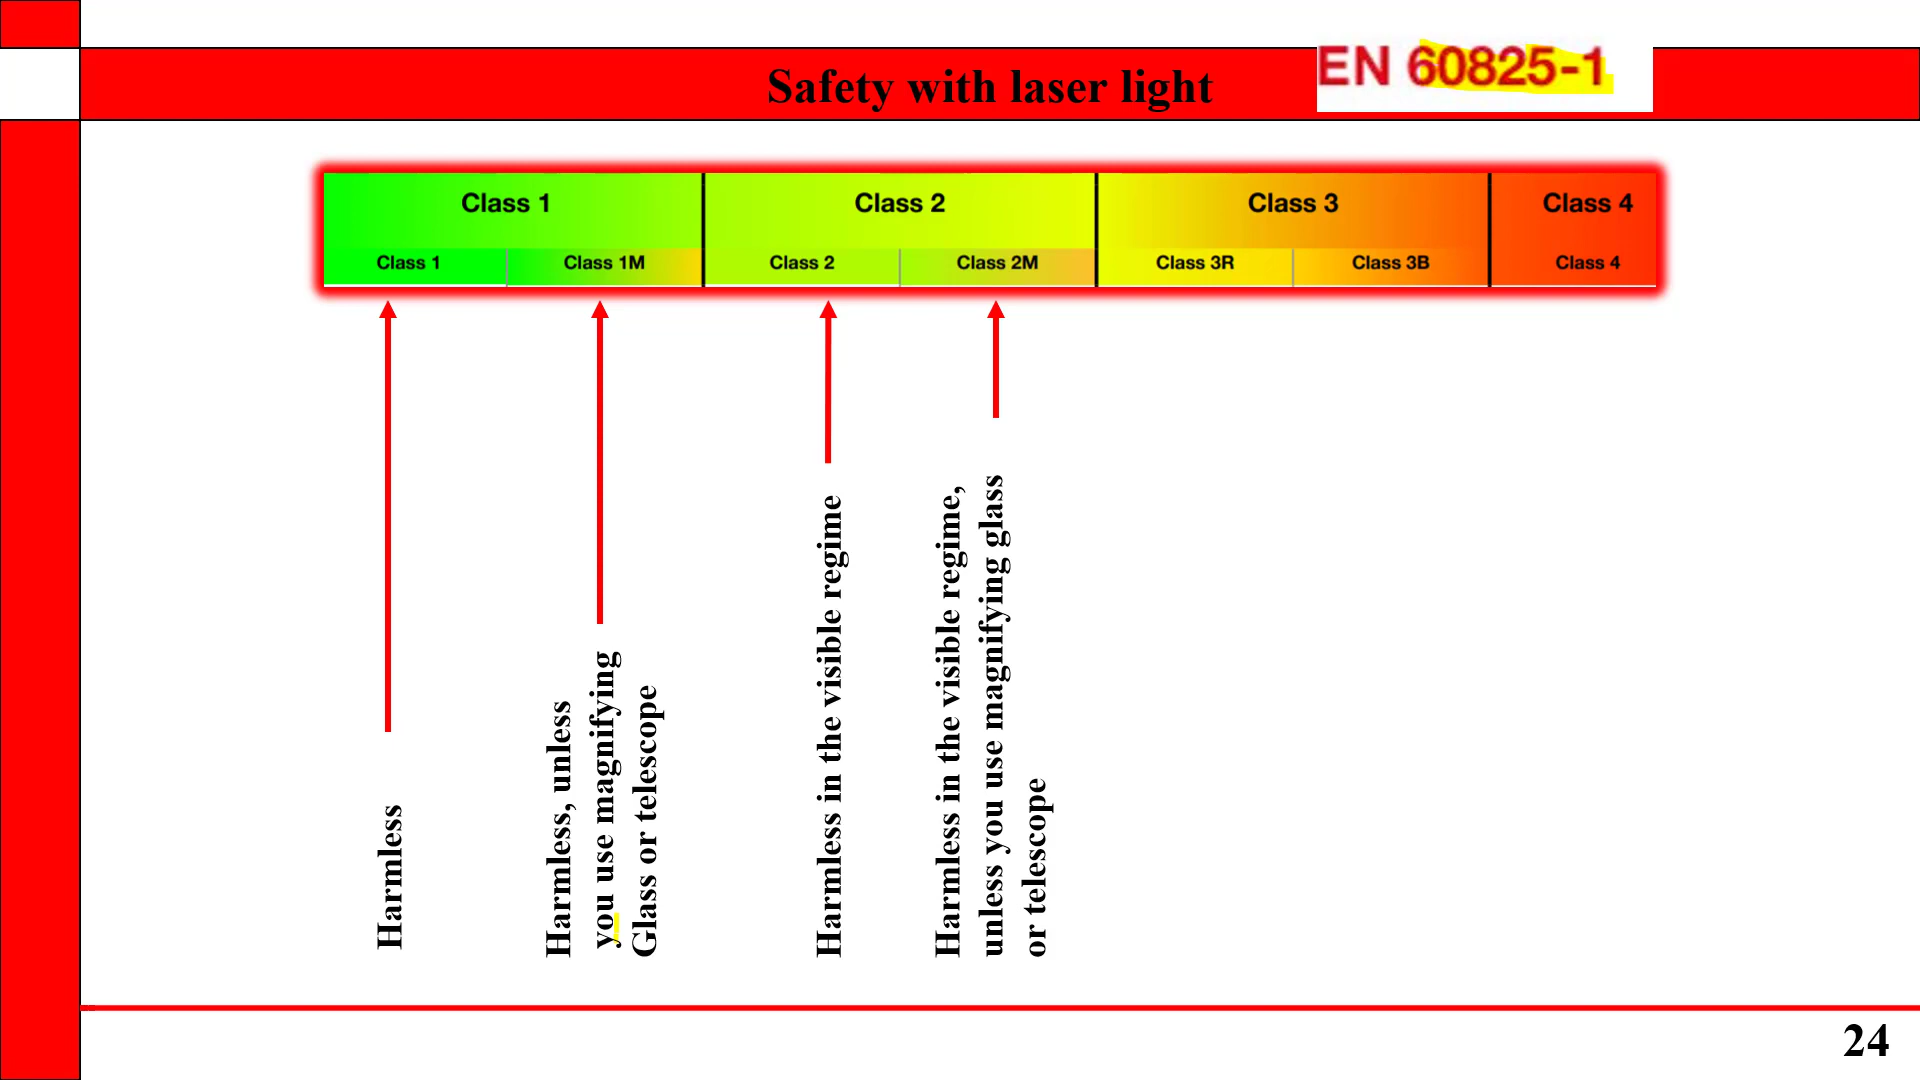 Safety with laser light
EN 60825-1
Class 1
Class 2
Class 3
Class 4
Class 1
Class 1M
Class 2
Class 2M
Class 3R
Class 3B
Class 4
Harmless
Harmless, unless
you use magnifying
Glass or telescope
Harmless in the visible regime
Harmless in the visible regime,
unless you use magnifying glass
or telescope
24